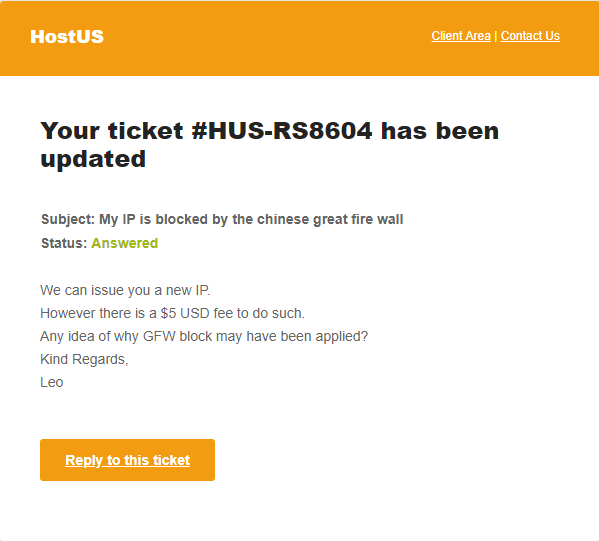 HostUS
Client Area | Contact Us
Your ticket #HUS-RS8604 has been
updated
Subject: My IP is blocked by the chinese great fire wall
Status: Answered
We can issue you a new IP.
However there is a $5 USD fee to do such.
Any idea of why GFW block may have been applied?
Kind Regards,
Leo
Reply to this ticket